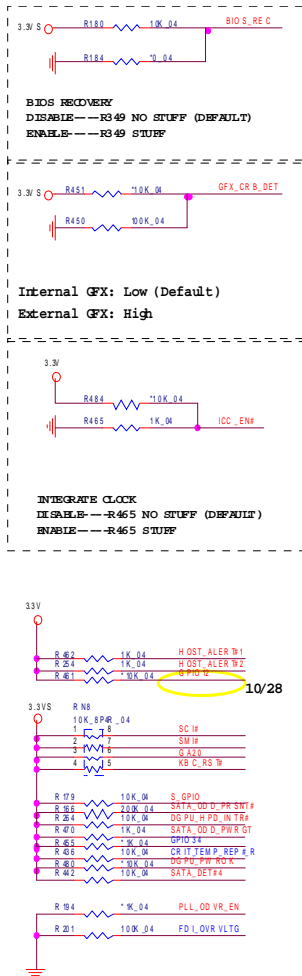 3.3VS R180 10K_04 BIOS_REC
R184 *0_04
BIOS RECOVERY
DISABLE----R349 NO STUFF (DEFAULT)
ENABLE----R349 STUFF
3.3VS R451 *10K_04 GFX_CRB_DET
R450 100K_04
Internal GFX: Low (Default)
External GFX: High
3.3V
R484 *10K_04
R465 1K_04 ICC_EN#
INTEGRATE CLOCK
DISABLE----R465 NO STUFF (DEFAULT)
ENABLE----R465 STUFF
3.3V
R462 1K_04 HOST_ALERT#1
R254 1K_04 HOST_ALERT#2
R461 *10K_04 GPIO12
10/28
3.3VS RN8
10K_8P4R_04
1 8 SCI#
2 7 SMI#
3 6 GA20
4 5 KBC_RST#
R179 10K_04 S_GPIO
R166 200K_04 SATA_ODD_PRSNT#
R264 10K_04 DGPU_HPD_INTR#
R470 1K_04 SATA_ODD_PWRGT
R455 *1K_04 GPIO34
R436 10K_04 CRIT_TEMP_REP#_R
R480 *10K_04 DGPU_PWROK
R442 10K_04 SATA_DET#4
R194 *1K_04 PLL_ODVR_EN
R201 100K_04 FDI_OVRVLTG